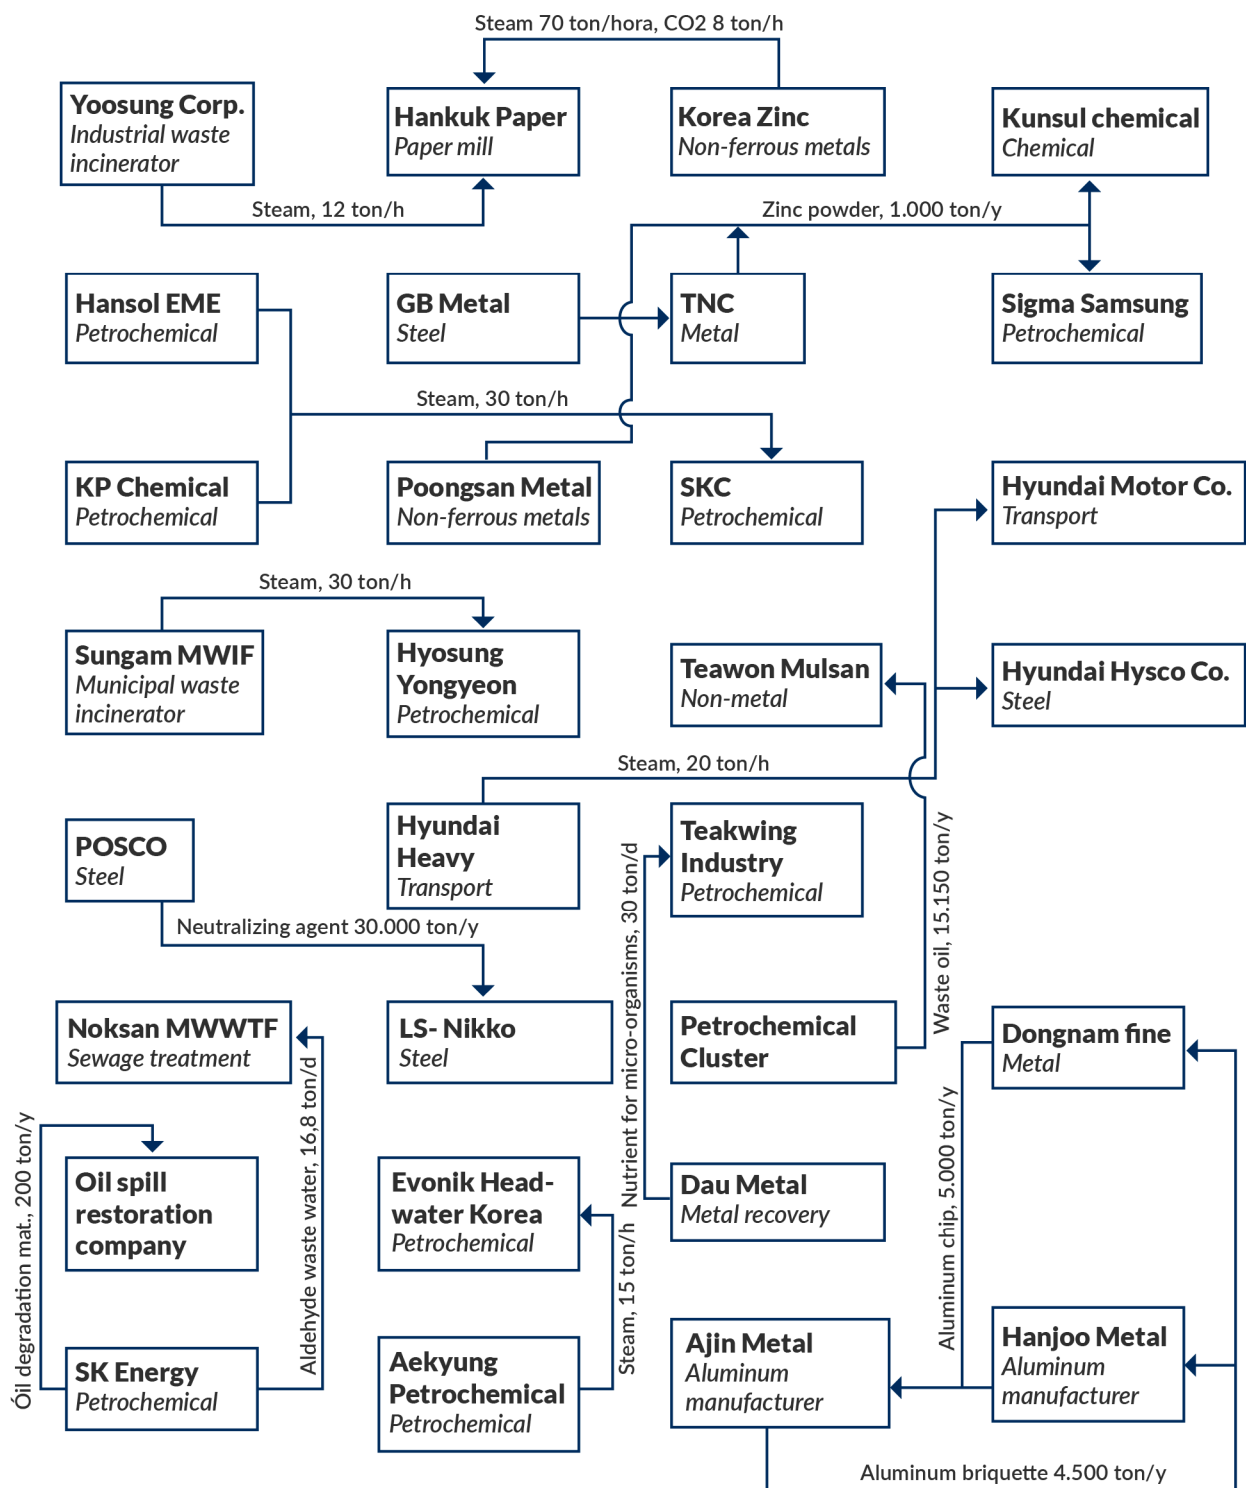 Steam 70 ton/hora, CO2 8 ton/h
Yoosung Corp.
Industrial waste
incinerator
Hankuk Paper
Paper mill
Korea Zinc
Non-ferrous metals
Kunsul chemical
Chemical
Steam, 12 ton/h
Zinc powder, 1.000 ton/y
Hansol EME
Petrochemical
GB Metal
Steel
TNC
Metal
Sigma Samsung
Petrochemical
Steam, 30 ton/h
KP Chemical
Petrochemical
Poongsan Metal
Non-ferrous metals
SKC
Petrochemical
Hyundai Motor Co.
Transport
Steam, 30 ton/h
Sungam MWIF
Municipal waste
incinerator
Hyosung
Yongyeon
Petrochemical
Teawon Mulsan
Non-metal
Hyundai Hysco Co.
Steel
Steam, 20 ton/h
POSCO
Steel
Hyundai
Heavy
Transport
Teakwing
Industry
Petrochemical
Neutralizing agent 30.000 ton/y
Nutrient for micro-organisms, 30 ton/d
Waste oil, 15.150 ton/y
Noksan MWWTF
Sewage treatment
LS- Nikko
Steel
Petrochemical
Cluster
Dongnam fine
Metal
Óil degradation mat., 200 ton/y
Aldehyde waste water, 16,8 ton/d
Aluminum chip, 5.000 ton/y
Oil spill
restoration
company
Evonik Head-
water Korea
Petrochemical
Dau Metal
Metal recovery
Steam, 15 ton/h
SK Energy
Petrochemical
Aekyung
Petrochemical
Petrochemical
Ajin Metal
Aluminum
manufacturer
Hanjoo Metal
Aluminum
manufacturer
Aluminum briquette 4.500 ton/y